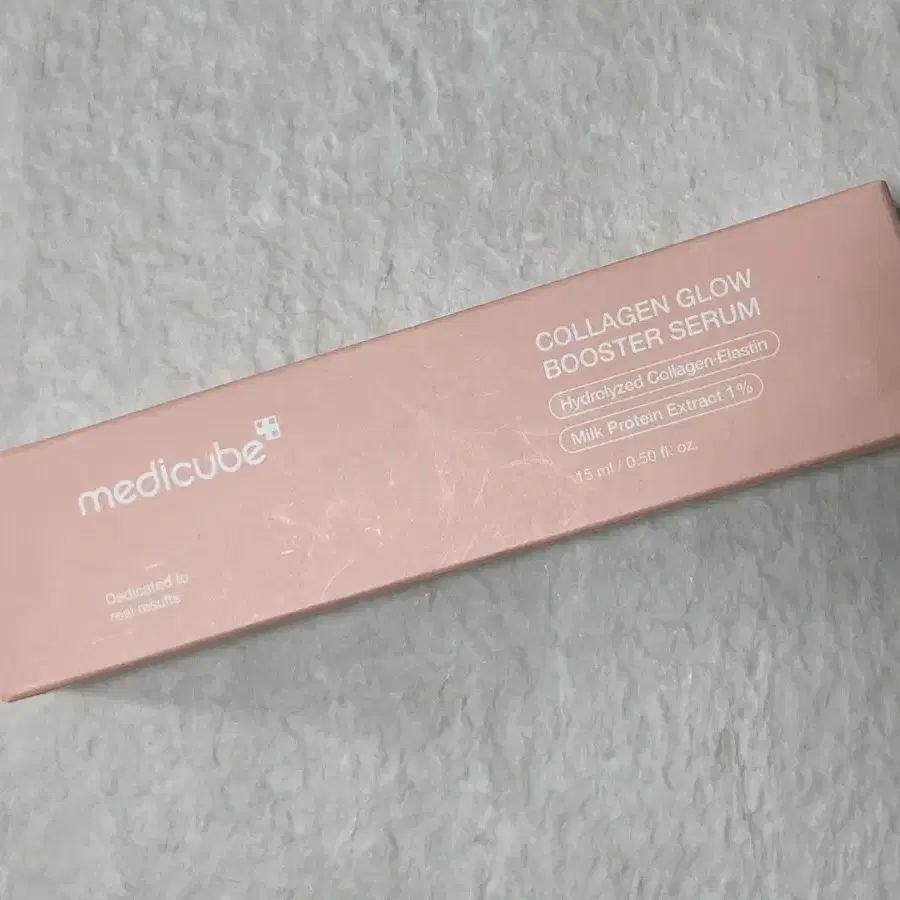 medicube
Dedicated to
real results
COLLAGEN GLOW
BOOSTER SERUM
Hydrolyzed Collagen·Elastin
Milk Protein Extract 1%
15 ml / 0.50 fl. oz.